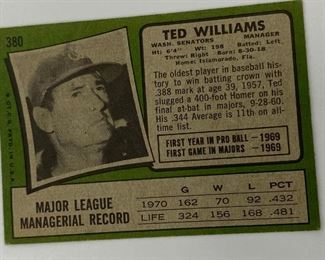 380
TED WILLIAMS
WASH. SENATORS MANAGER
Ht: 6'4" Wt: 198 Batted: Left
Threw: Right Born: 8-30-18
Home: Islamorada, Fla.
The oldest player in baseball history
to win batting crown with
.388 mark at age 39, 1957, Ted
slugged a 400-foot Homer on his
final at-bat in majors, 9-28-60.
His .344 Average is 11th on all-
time list.
FIRST YEAR IN PRO BALL 1969
FIRST GAME IN MAJORS 1969
MAJOR LEAGUE
MANAGERIAL RECORD
G W L PCT
1970 162 70 92 .432
LIFE 324 156 168 .481